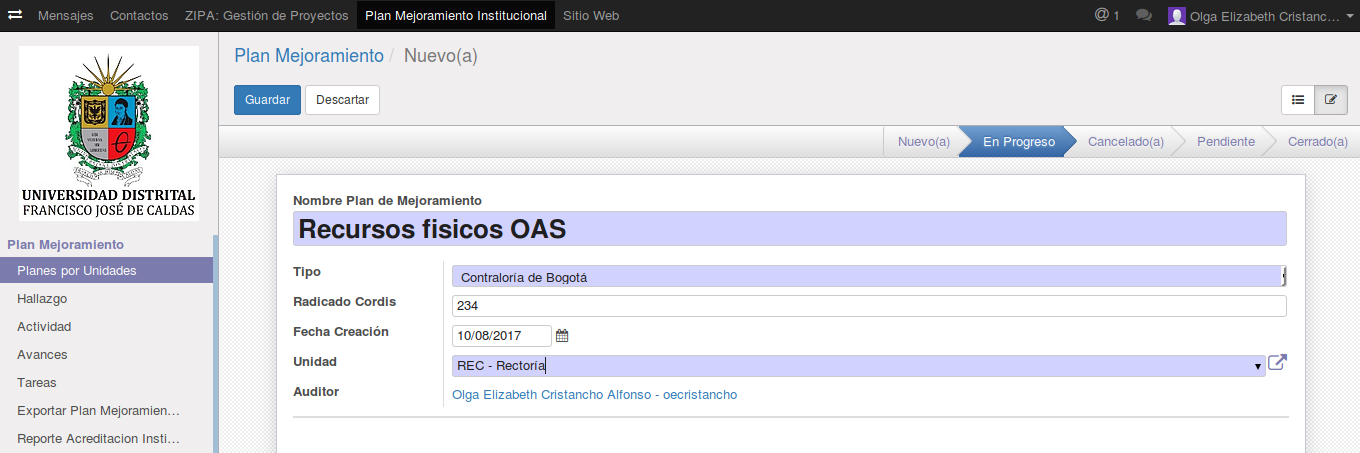 Mensajes Contactos ZIPA: Gestión de Proyectos Plan Mejoramiento Institucional Sitio Web @ 1 Olga Elizabeth Cristanc...
Plan Mejoramiento / Nuevo(a)
Guardar Descartar
Nuevo(a) En Progreso Cancelado(a) Pendiente Cerrado(a)
UNIVERSIDAD DISTRITAL
FRANCISCO JOSÉ DE CALDAS
Plan Mejoramiento
Planes por Unidades
Hallazgo
Actividad
Avances
Tareas
Exportar Plan Mejoramien...
Reporte Acreditacion Insti...
Nombre Plan de Mejoramiento
Recursos fisicos OAS
Tipo Contraloría de Bogotá
Radicado Cordis 234
Fecha Creación 10/08/2017
Unidad REC - Rectoría
Auditor Olga Elizabeth Cristancho Alfonso - oecristancho